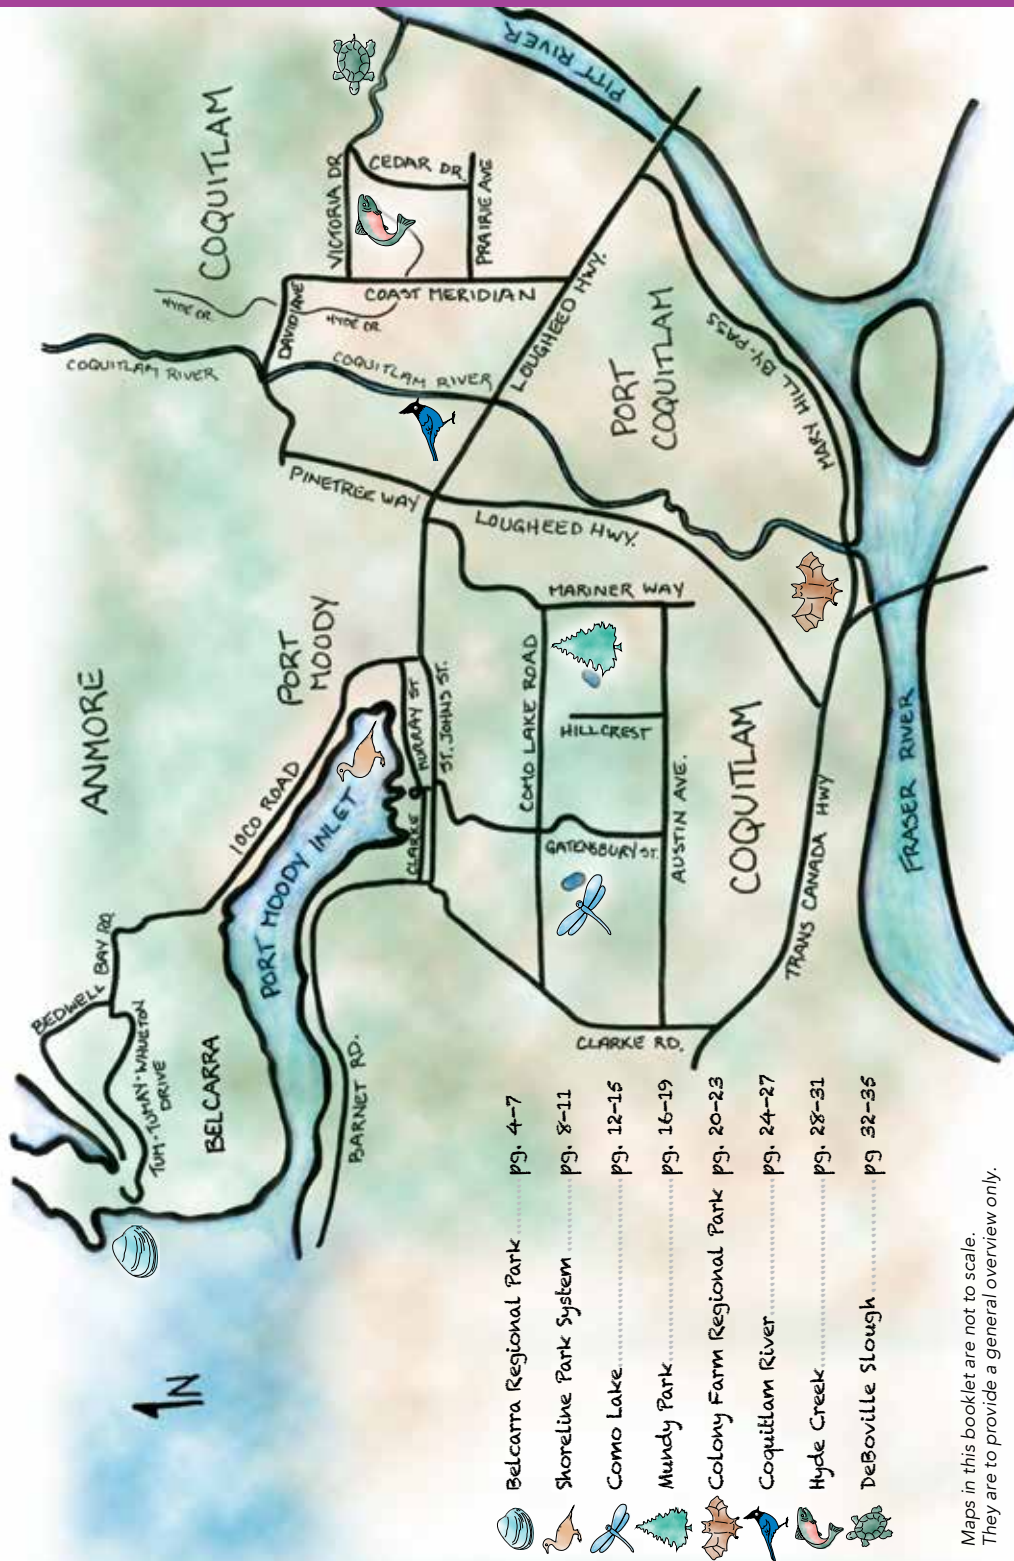 N
BEDWELL BAY RD.
TUM-TUMAY-WHUETON
DRIVE
BELCARRA
ANMORE
IOCO ROAD
PORT
MOODY
PORT MOODY INLET
BARNET RD.
COQUITLAM
COQUITLAM RIVER
HYDE CR.
HYDE CR.
DAVID AVE
VICTORIA DR
CEDAR DR.
PRAIRIE AVE
COAST MERIDIAN
COQUITLAM RIVER
PINETREE WAY
LOUGHEED HWY.
LOUGHEED HWY.
PITT RIVER
PORT
COQUITLAM
MARY HILL BY-PASS
MURRAY ST
ST. JOHNS ST.
CLARKE
MARINER WAY
COMO LAKE ROAD
HILLCREST
GATENSBURY ST.
AUSTIN AVE.
COQUITLAM
CLARKE RD.
TRANS CANADA HWY
FRASER RIVER
Belcarra Regional Park ........ pg. 4–7
Shoreline Park System ........ pg. 8–11
Como Lake ........ pg. 12–15
Mundy Park ........ pg. 16–19
Colony Farm Regional Park pg. 20–23
Coquitlam River ........ pg. 24–27
Hyde Creek ........ pg. 28–31
DeBoville Slough ........ pg 32–35
Maps in this booklet are not to scale.
They are to provide a general overview only.